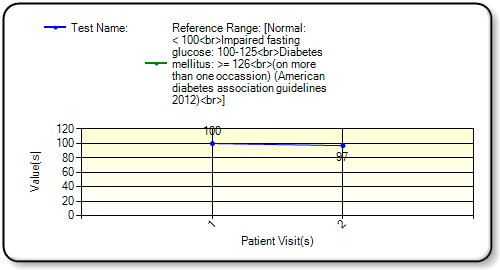 Test Name:
Reference Range: [Normal:
< 100<br>Impaired fasting
glucose: 100-125<br>Diabetes
mellitus: >= 126<br>(on more
than one occassion) (American
diabetes association guidelines
2012)<br>]
120
100
80
60
40
20
0
100
97
1
2
Value(s)
Patient Visit(s)